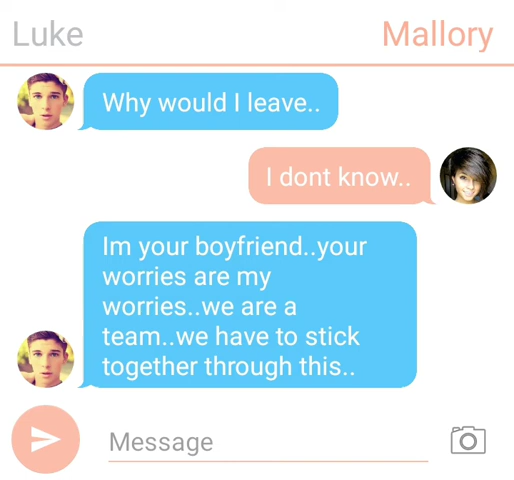 Luke Mallory
Why would I leave..
I dont know..
Im your boyfriend..your
worries are my
worries..we are a
team..we have to stick
together through this..
Message